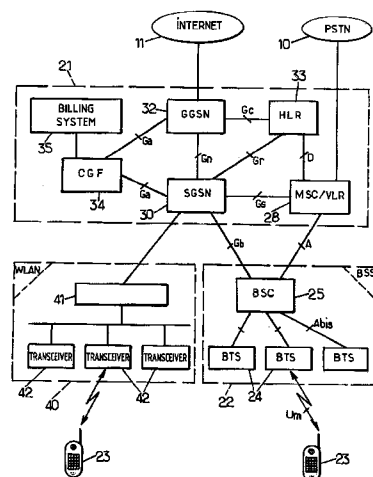 İNTERNET
PSTN
11
10
21
33
BILLING SYSTEM
32
GGSN
Gc
HLR
35
Ga
Gn
Gr
D
CGF
Ga
SGSN
Gs
MSC/VLR
34
30
28
Gb
A
WLAN
BSS
41
BSC
25
Abis
TRANSCEIVER
TRANSCEIVER
TRANSCEIVER
BTS
BTS
BTS
42
40
42
22
24
Um
23
23